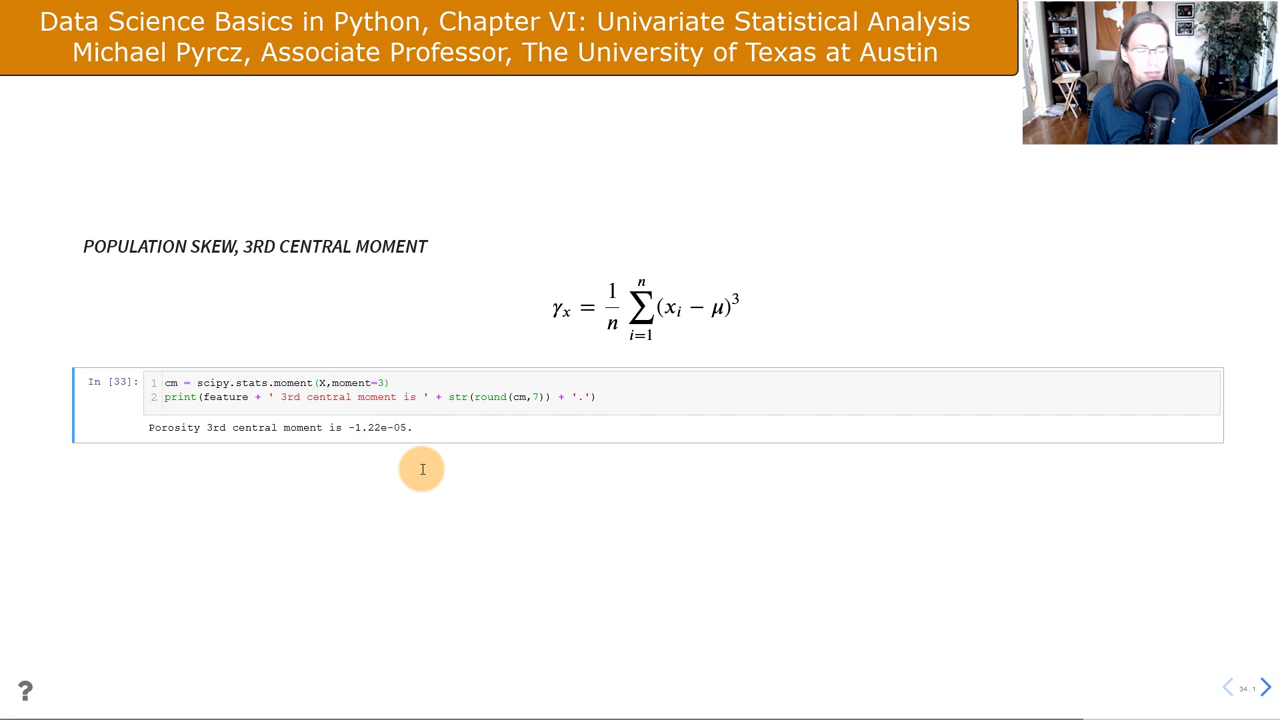 Data Science Basics in Python, Chapter VI: Univariate Statistical Analysis
Michael Pyrcz, Associate Professor, The University of Texas at Austin
POPULATION SKEW, 3RD CENTRAL MOMENT
γx = 1/n ∑ i=1 n (xi − μ)3
In [33]:
1 cm = scipy.stats.moment(X,moment=3)
2 print(feature + ' 3rd central moment is ' + str(round(cm,7)) + '.')
Porosity 3rd central moment is -1.22e-05.
?
34.1